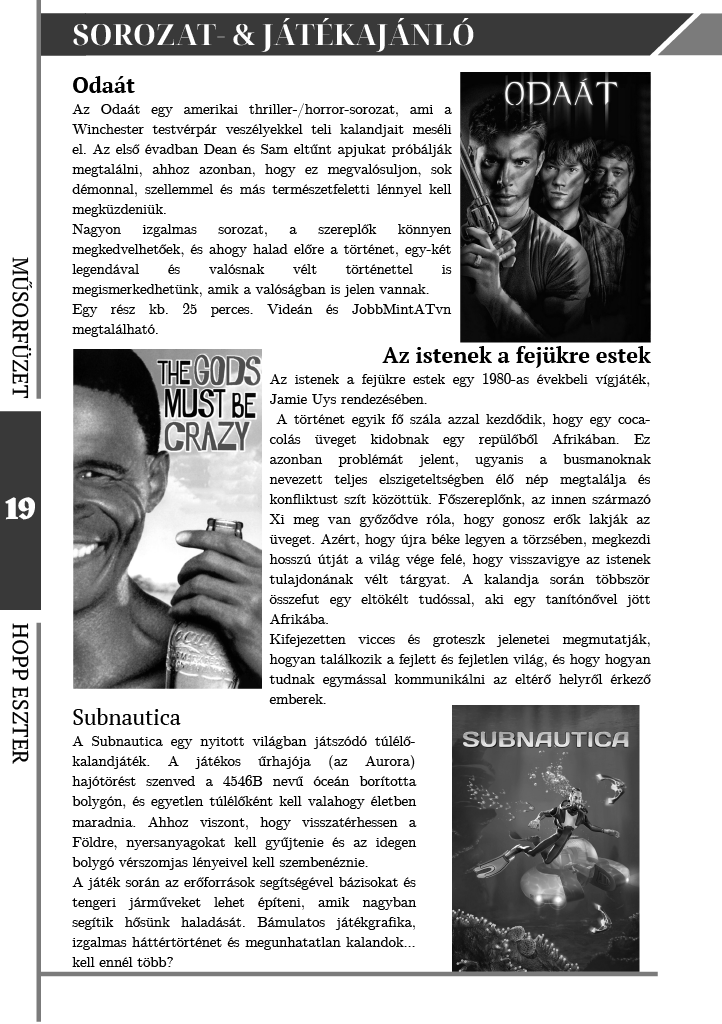 SOROZAT- & JÁTÉKAJÁNLÓ
Odaát
Az Odaát egy amerikai thriller-/horror-sorozat, ami a
Winchester testvérpár veszélyekkel teli kalandjait meséli
el. Az első évadban Dean és Sam eltűnt apjukat próbálják
megtalálni, ahhoz azonban, hogy ez megvalósuljon, sok
démonnal, szellemmel és más természetfeletti lénnyel kell
megküzdeniük.
Nagyon izgalmas sorozat, a szereplők könnyen
megkedvelhetőek, és ahogy halad előre a történet, egy-két
legendával és valósnak vélt történettel is
megismerkedhetünk, amik a valóságban is jelen vannak.
Egy rész kb. 25 perces. Videán és JobbMintATvn
megtalálható.
ODAÁT
Az istenek a fejükre estek
THE GODS
MUST BE
CRAZY
Az istenek a fejükre estek egy 1980-as évekbeli vígjáték,
Jamie Uys rendezésében.
A történet egyik fő szála azzal kezdődik, hogy egy coca-
colás üveget kidobnak egy repülőből Afrikában. Ez
azonban problémát jelent, ugyanis a busmanoknak
nevezett teljes elszigeteltségben élő nép megtalálja és
konfliktust szít közöttük. Főszereplőnk, az innen származó
Xi meg van győződve róla, hogy gonosz erők lakják az
üveget. Azért, hogy újra béke legyen a törzsében, megkezdi
hosszú útját a világ vége felé, hogy visszavigye az istenek
tulajdonának vélt tárgyat. A kalandja során többször
összefut egy eltökélt tudóssal, aki egy tanítónővel jött
Afrikába.
Kifejezetten vicces és groteszk jelenetei megmutatják,
hogyan találkozik a fejlett és fejletlen világ, és hogy hogyan
tudnak egymással kommunikálni az eltérő helyről érkező
emberek.
Subnautica
A Subnautica egy nyitott világban játszódó túlélő-
kalandjáték. A játékos űrhajója (az Aurora)
hajótörést szenved a 4546B nevű óceán borította
bolygón, és egyetlen túlélőként kell valahogy életben
maradnia. Ahhoz viszont, hogy visszatérhessen a
Földre, nyersanyagokat kell gyűjtenie és az idegen
bolygó vérszomjas lényeivel kell szembenéznie.
A játék során az erőforrások segítségével bázisokat és
tengeri járműveket lehet építeni, amik nagyban
segítik hősünk haladását. Bámulatos játékgrafika,
izgalmas háttértörténet és megunhatatlan kalandok...
kell ennél több?
SUBNAUTICA
MŰSORFÜZET
19
HOPP ESZTER